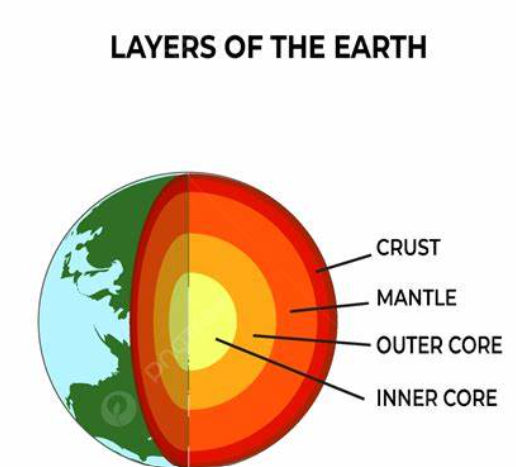 LAYERS OF THE EARTH
CRUST
MANTLE
OUTER CORE
INNER CORE